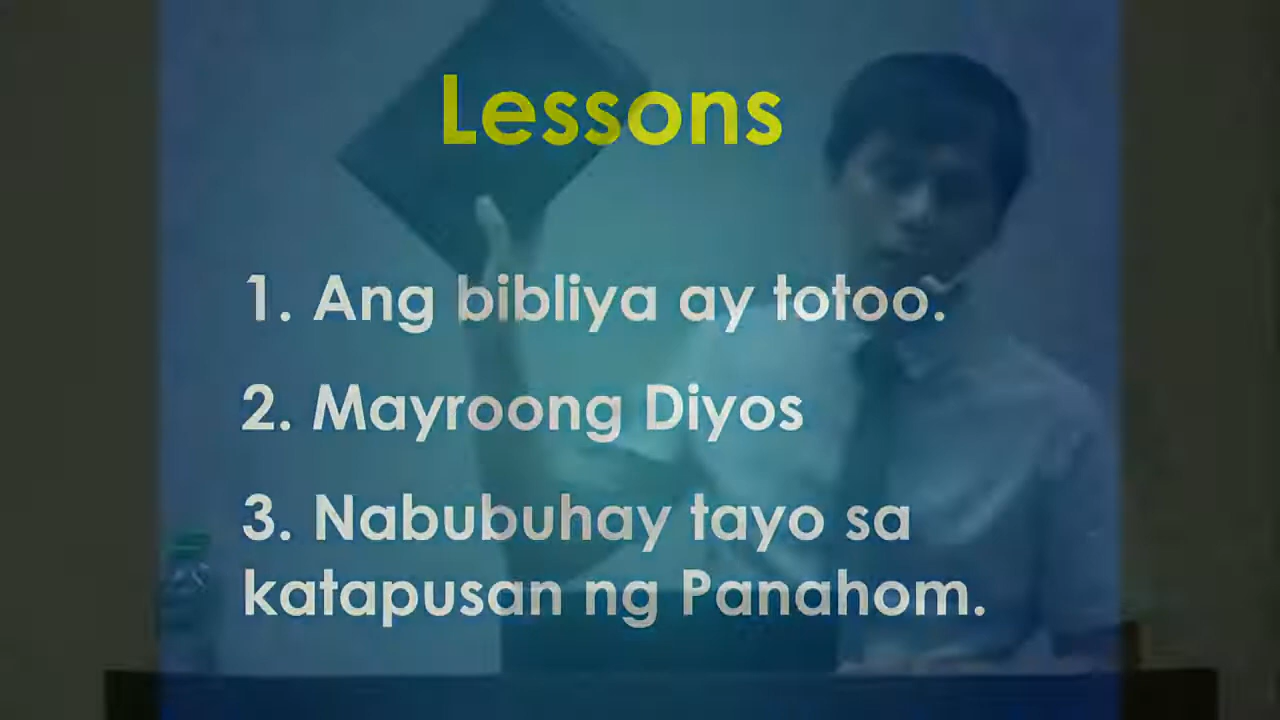 Lessons
1. Ang bibliya ay totoo.
2. Mayroong Diyos
3. Nabubuhay tayo sa
katapusan ng Panahom.